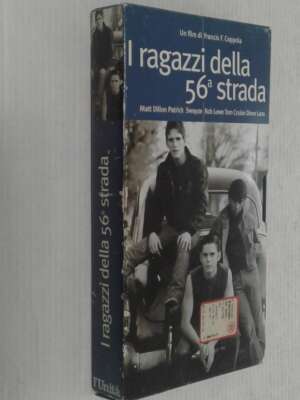 Un film di Francis F. Coppola
I ragazzi della
56ª strada
Matt Dillon Patrick Swayze Rob Lowe Tom Cruise Diane Lane
I ragazzi della 56ª strada
l'Unità